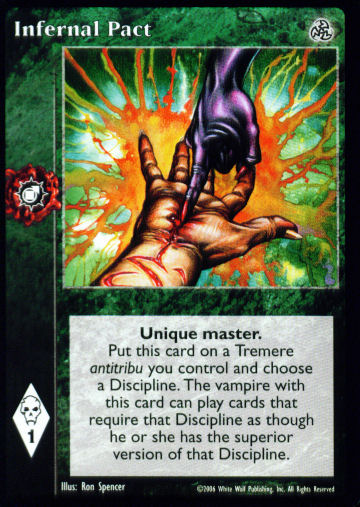 Infernal Pact
Unique master.
Put this card on a Tremere
antitribu you control and choose
a Discipline. The vampire with
this card can play cards that
require that Discipline as though
he or she has the superior
version of that Discipline.
1
Illus: Ron Spencer
©2006 White Wolf Publishing, Inc. All Rights Reserved